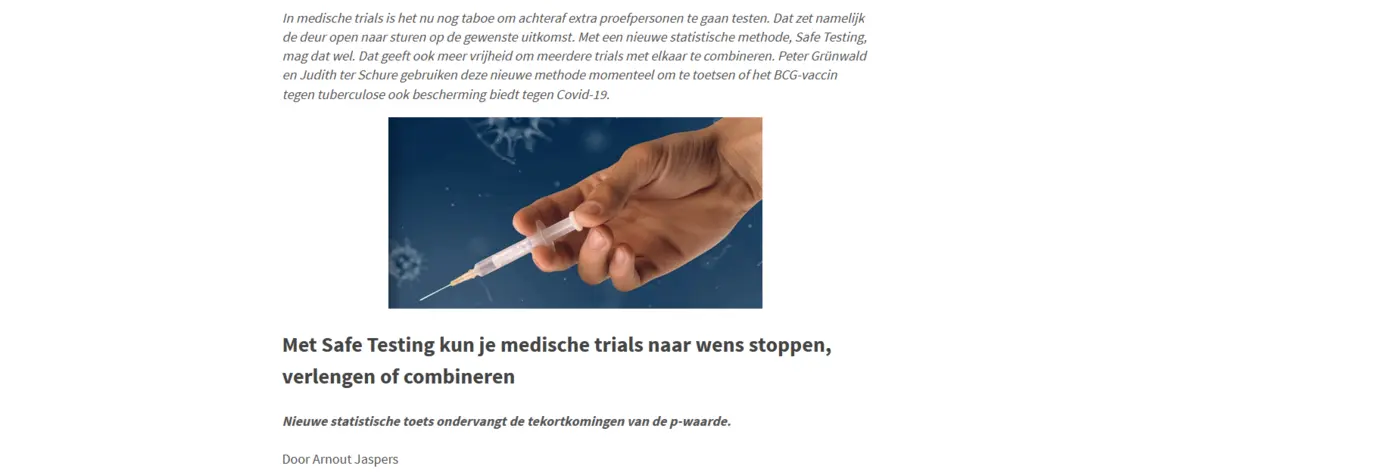 In medische trials is het nu nog taboe om achteraf extra proefpersonen te gaan testen. Dat zet namelijk
de deur open naar sturen op de gewenste uitkomst. Met een nieuwe statistische methode, Safe Testing,
mag dat wel. Dat geeft ook meer vrijheid om meerdere trials met elkaar te combineren. Peter Grünwald
en Judith ter Schure gebruiken deze nieuwe methode momenteel om te toetsen of het BCG-vaccin
tegen tuberculose ook bescherming biedt tegen Covid-19.
Met Safe Testing kun je medische trials naar wens stoppen,
verlengen of combineren
Nieuwe statistische toets ondervangt de tekortkomingen van de p-waarde.
Door Arnout Jaspers